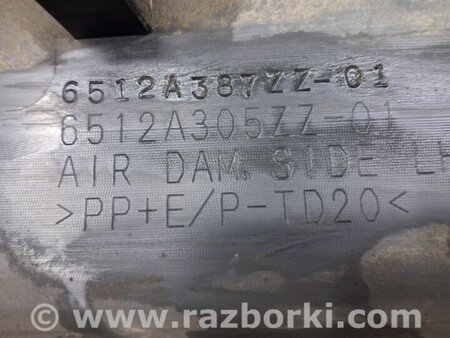 6512A387ZZ-01
6512A305ZZ-01
AIR DAM SIDE LH
>PP+E/P-TD20<
© www.razborki.com